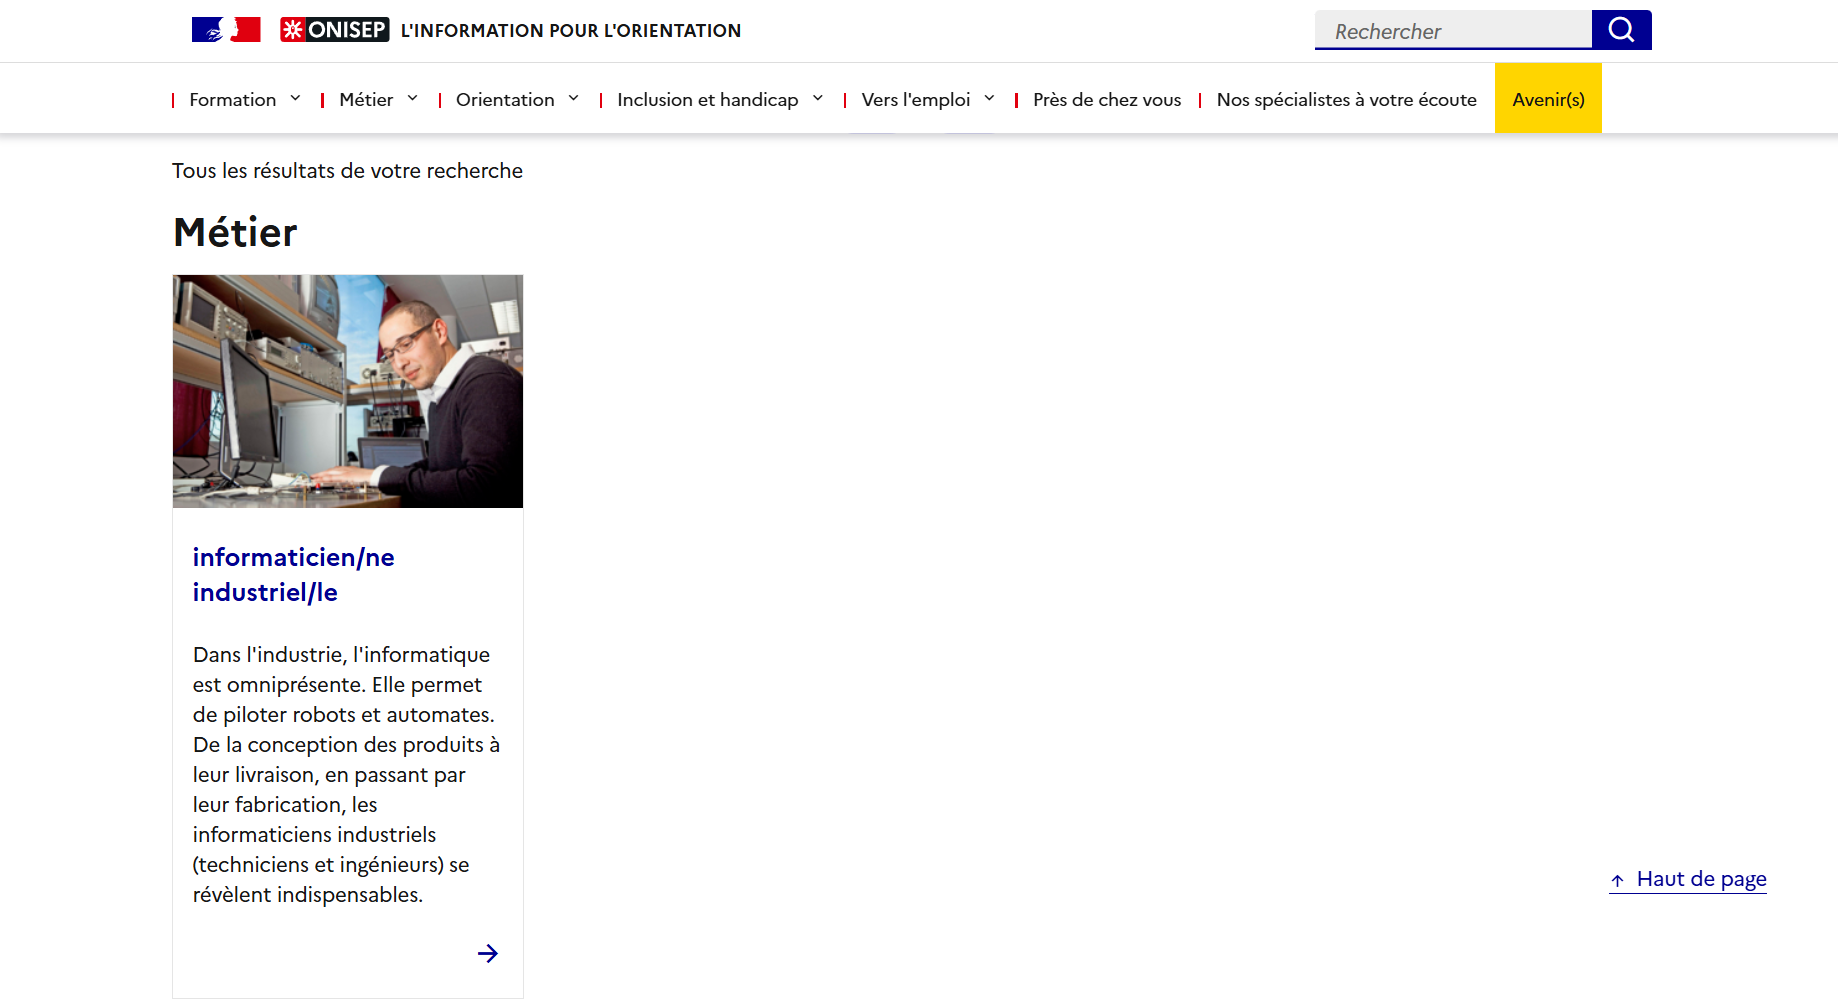 ONISEP L'INFORMATION POUR L'ORIENTATION
Rechercher
Formation Métier Orientation Inclusion et handicap Vers l'emploi Près de chez vous Nos spécialistes à votre écoute Avenir(s)
Tous les résultats de votre recherche
Métier
informaticien/ne
industriel/le
Dans l'industrie, l'informatique
est omniprésente. Elle permet
de piloter robots et automates.
De la conception des produits à
leur livraison, en passant par
leur fabrication, les
informaticiens industriels
(techniciens et ingénieurs) se
révèlent indispensables.
Haut de page